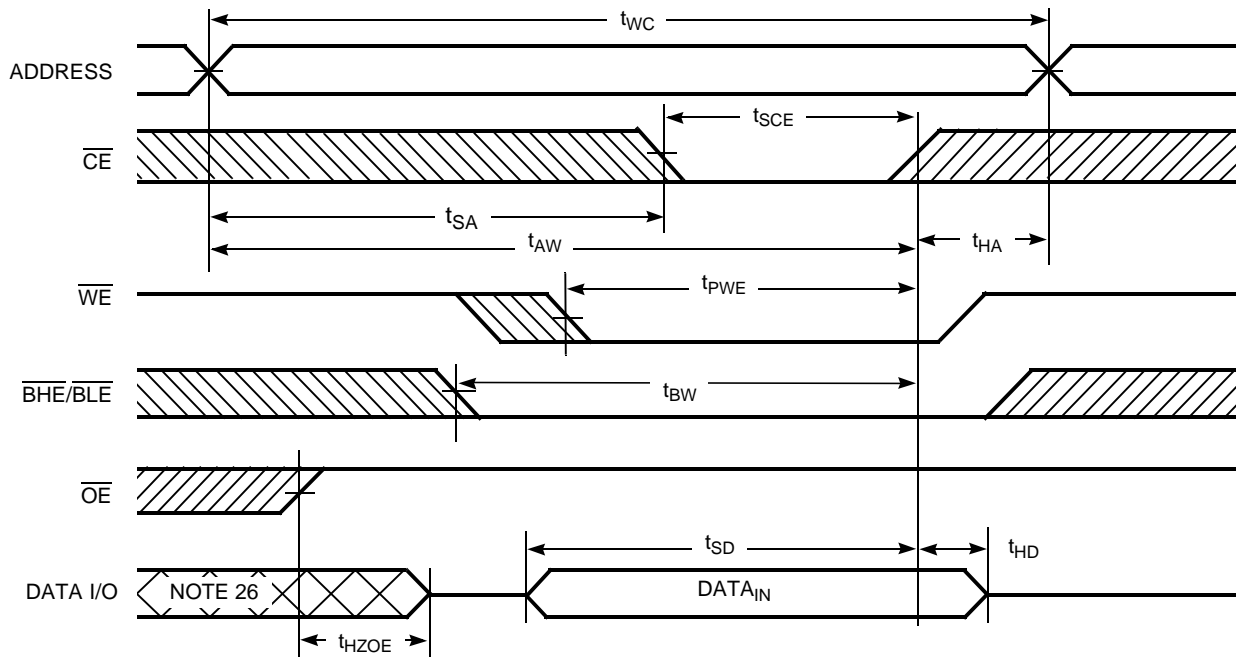 tWC
ADDRESS
tSCE
CE
tSA
tAW
tHA
WE
tPWE
BHE/BLE
tBW
OE
tSD
tHD
DATA I/O
NOTE 26
DATAIN
tHZOE